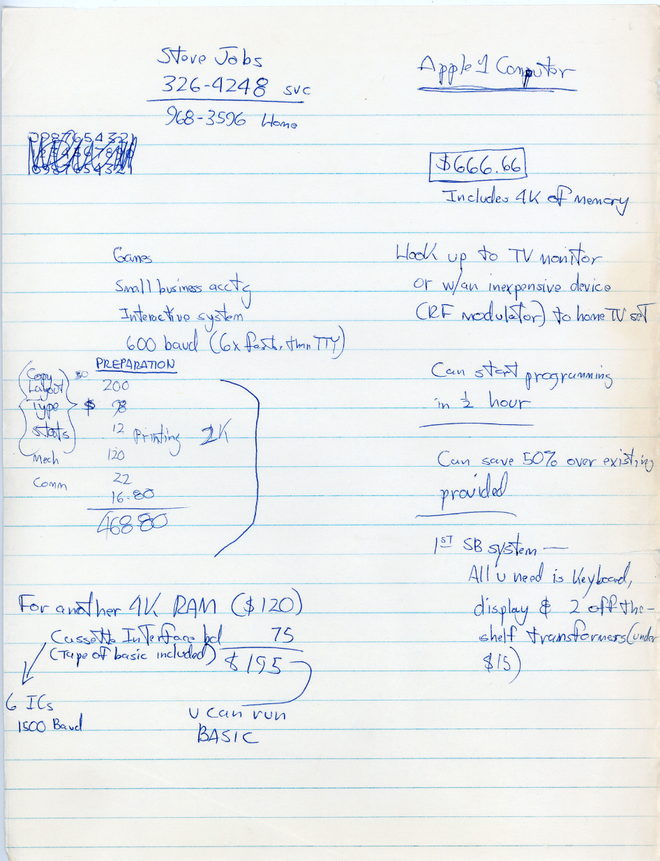 Steve Jobs
326-4248 svc
968-3596 Home
Apple 1 Computor
0987654321
0987654321
$666.66
Includes 4K of memory
Games
Small business acctg
Interactive system
600 baud (6x faster than TTY)
Hook up to TV monitor
or w/an inexpensive device
(RF modulator) to home TV set
Can start programming
in ½ hour
Can save 50% over existing
provided
1ST SB system —
All u need is Keyboard,
display & 2 off-the-
shelf transformers (under
$15)
PREPARATION
Copy 30
Layout 200
Type $ 78
stats 12 Printing 2K
Mech 120
Comm 22
16.80
468.80
For another 4K RAM ($120)
Cassette Interface bd 75
(Tape of basic included) $195
6 ICs
1500 Baud
u can run
BASIC